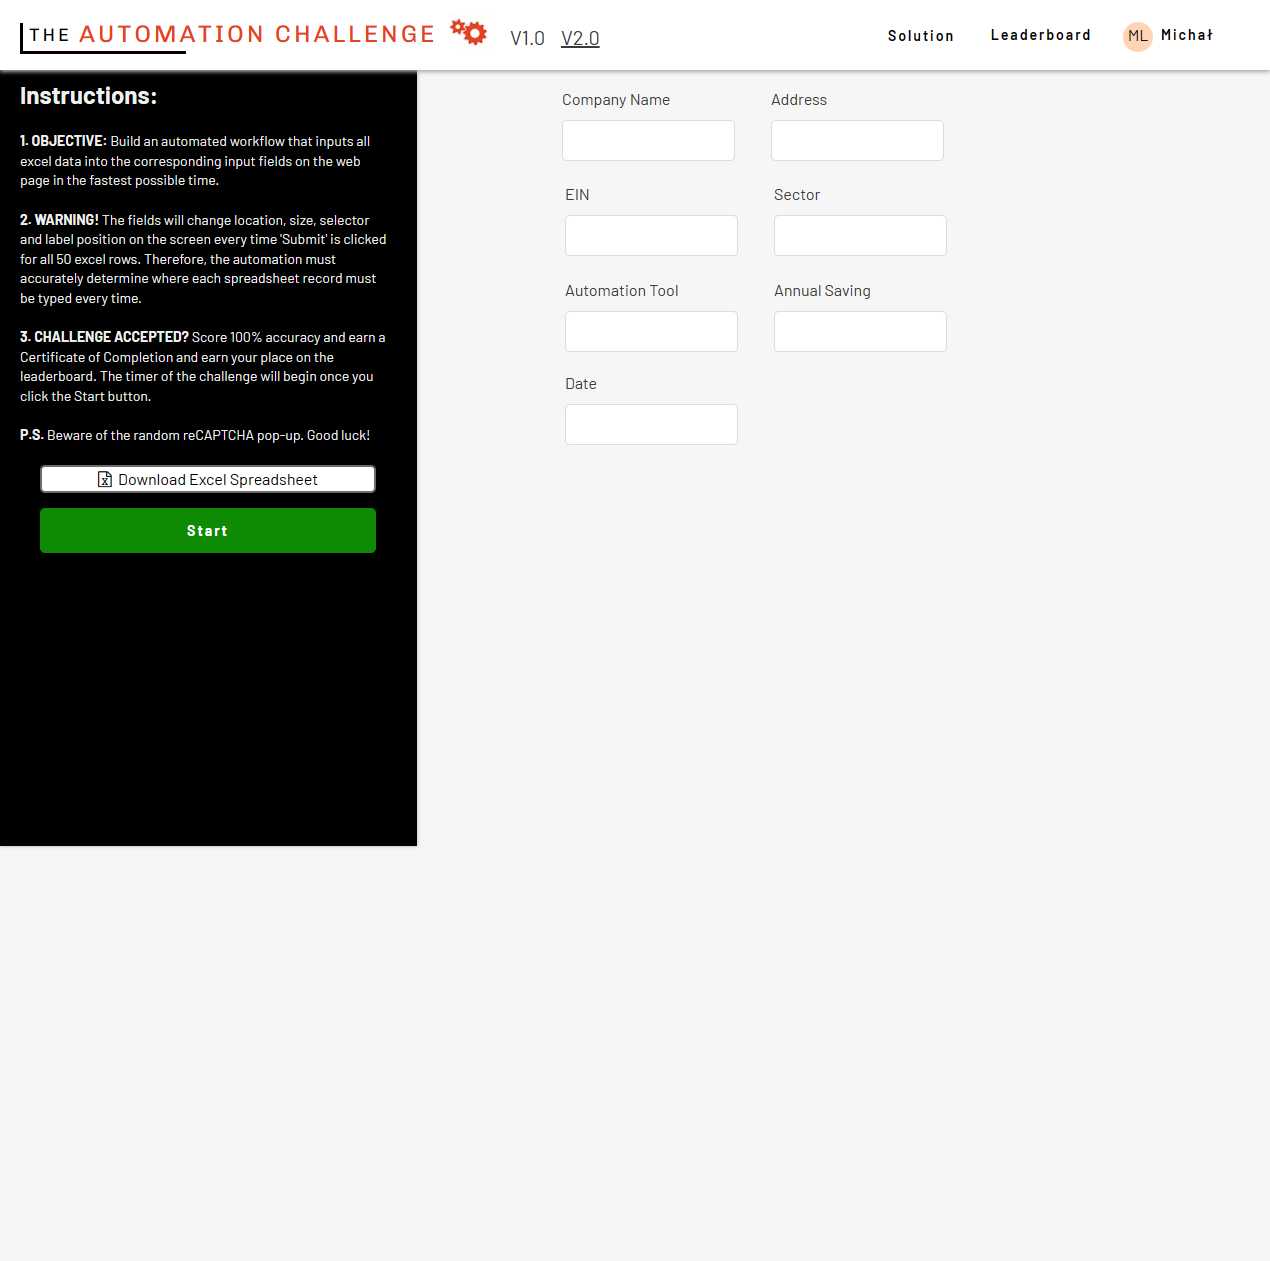 THE AUTOMATION CHALLENGE V1.0 V2.0 Solution Leaderboard ML Michał
Instructions:
1. OBJECTIVE: Build an automated workflow that inputs all
excel data into the corresponding input fields on the web
page in the fastest possible time.
2. WARNING! The fields will change location, size, selector
and label position on the screen every time 'Submit' is clicked
for all 50 excel rows. Therefore, the automation must
accurately determine where each spreadsheet record must
be typed every time.
3. CHALLENGE ACCEPTED? Score 100% accuracy and earn a
Certificate of Completion and earn your place on the
leaderboard. The timer of the challenge will begin once you
click the Start button.
P.S. Beware of the random reCAPTCHA pop-up. Good luck!
Download Excel Spreadsheet
Start
Company Name Address
EIN Sector
Automation Tool Annual Saving
Date